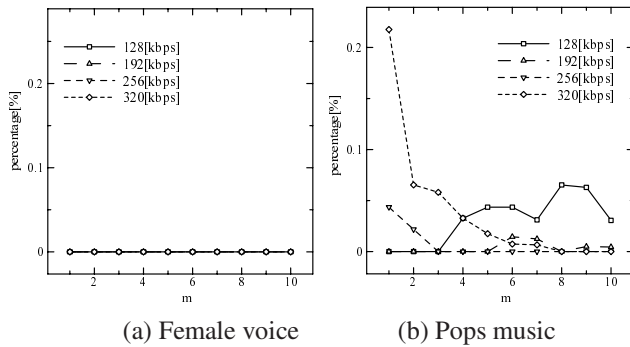 128[kbps]
192[kbps]
256[kbps]
320[kbps]
0.2
0.1
0
percentage[%]
2 4 6 8 10
m
(a) Female voice
128[kbps]
192[kbps]
256[kbps]
320[kbps]
0.2
0.1
0
percentage[%]
2 4 6 8 10
m
(b) Pops music